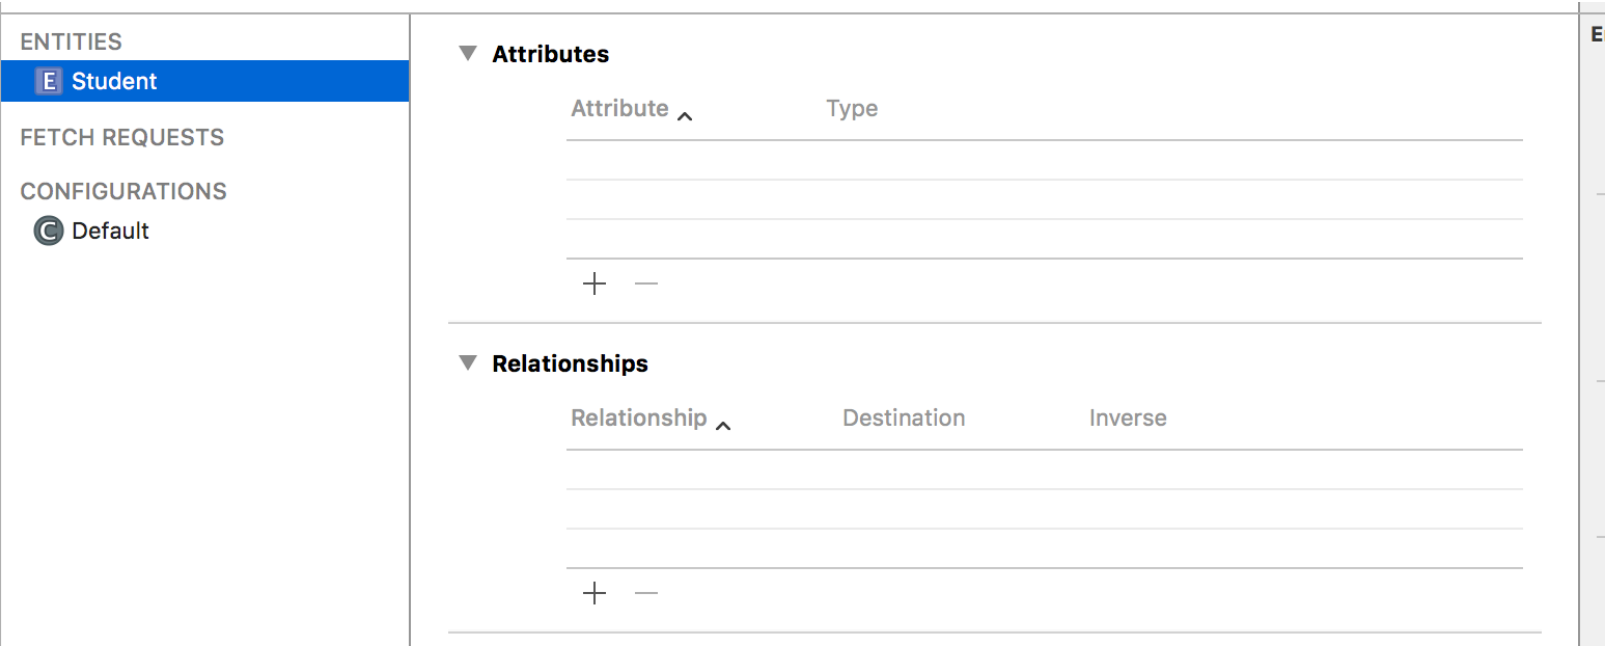 ENTITIES
E Student
FETCH REQUESTS
CONFIGURATIONS
C Default
Attributes
Attribute Type
Relationships
Relationship Destination Inverse